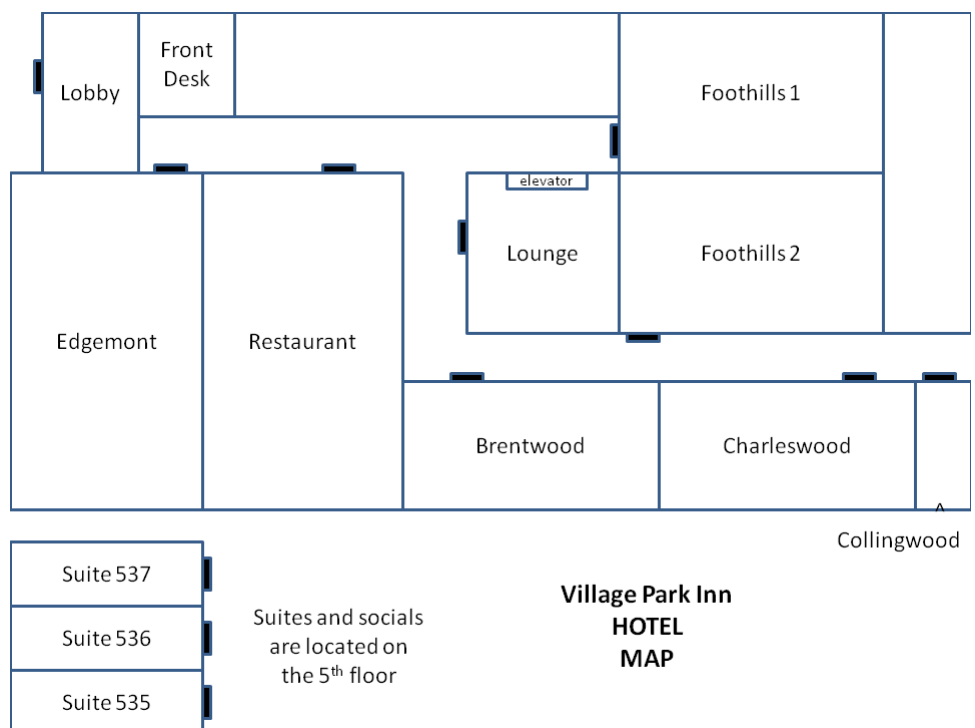 Front
Desk
Lobby
Foothills 1
elevator
Lounge
Foothills 2
Edgemont
Restaurant
Brentwood
Charleswood
^
Collingwood
Suite 537
Suite 536
Suite 535
Suites and socials
are located on
the 5th floor
Village Park Inn
HOTEL
MAP